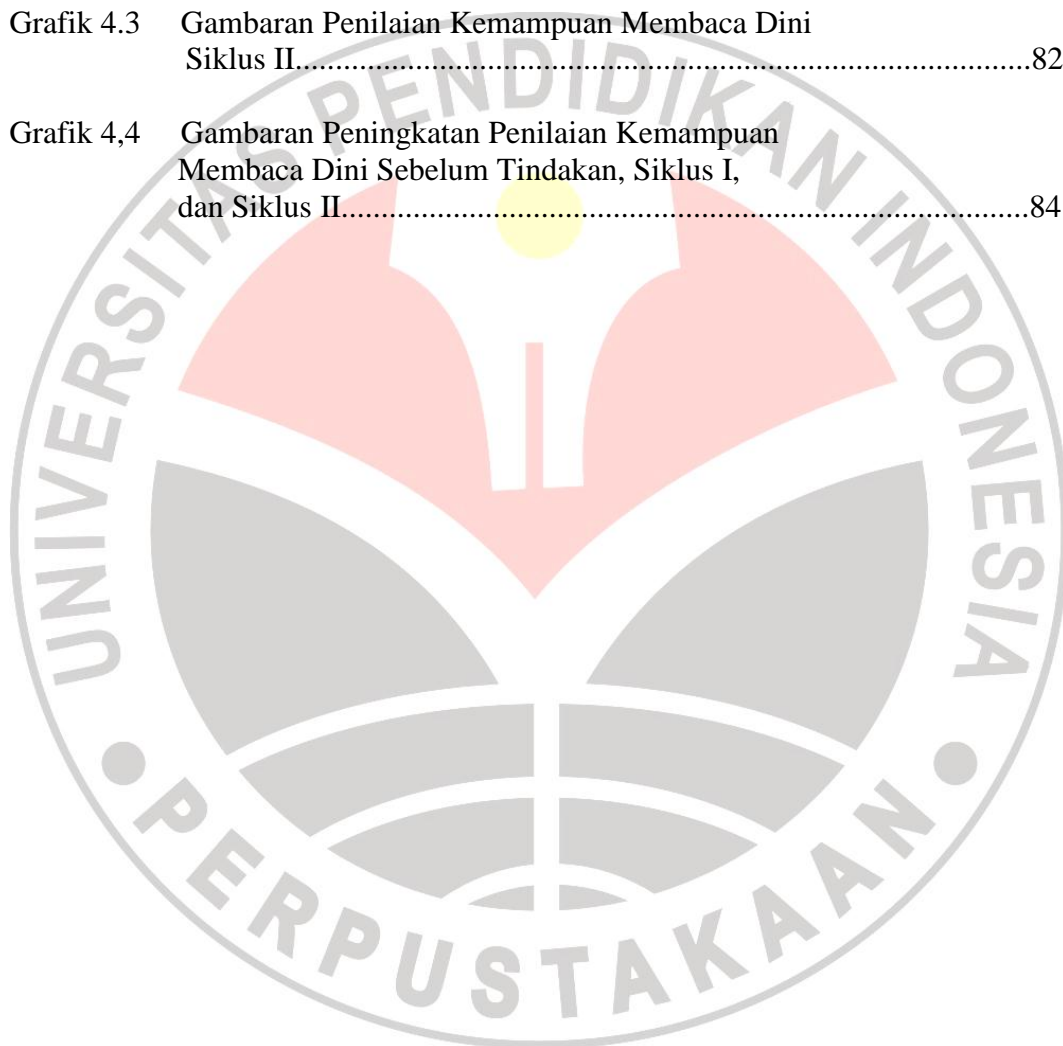 Grafik 4.3 Gambaran Penilaian Kemampuan Membaca Dini
Siklus II.................................................................................82
Grafik 4,4 Gambaran Peningkatan Penilaian Kemampuan
Membaca Dini Sebelum Tindakan, Siklus I,
dan Siklus II............................................................................84
UNIVERSITAS PENDIDIKAN INDONESIA
PERPUSTAKAAN